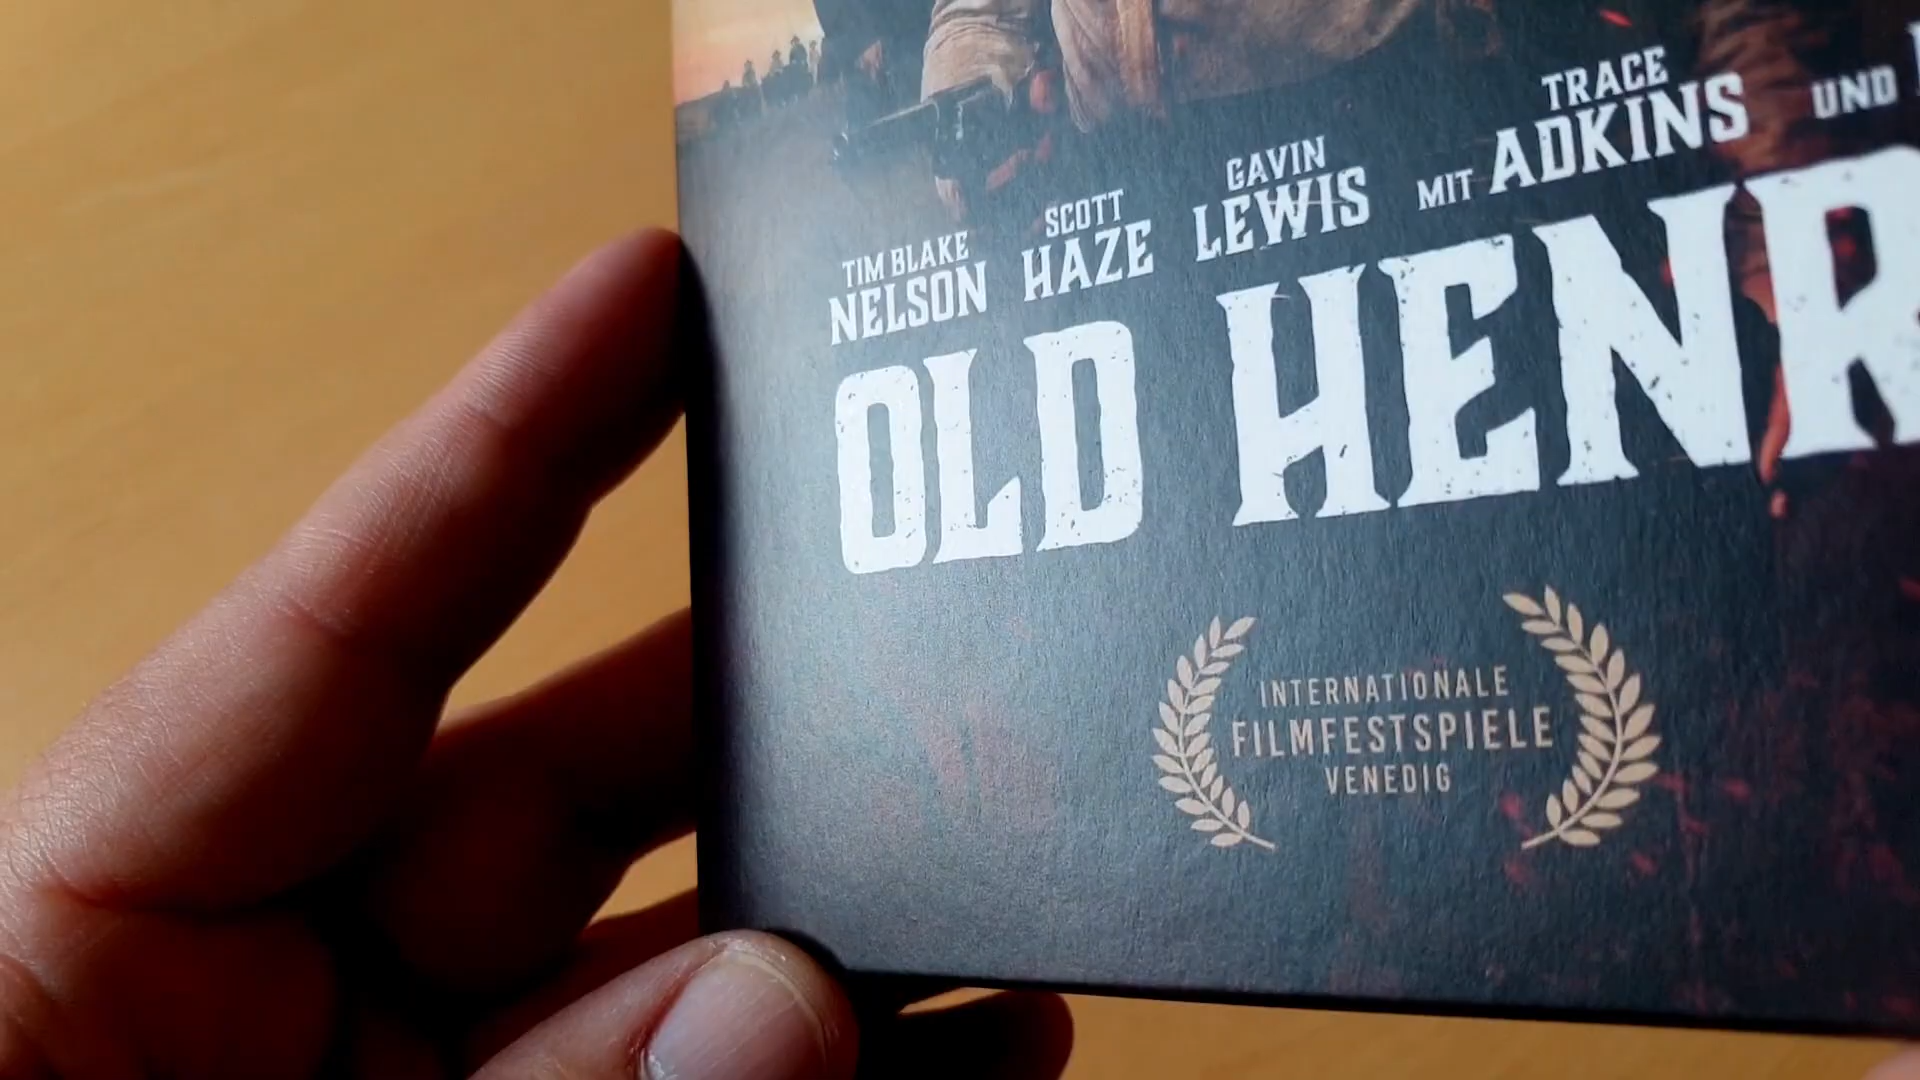 TIM BLAKE NELSON
SCOTT HAZE
GAVIN LEWIS
MIT TRACE ADKINS
UND
OLD HENR
INTERNATIONALE
FILMFESTSPIELE
VENEDIG